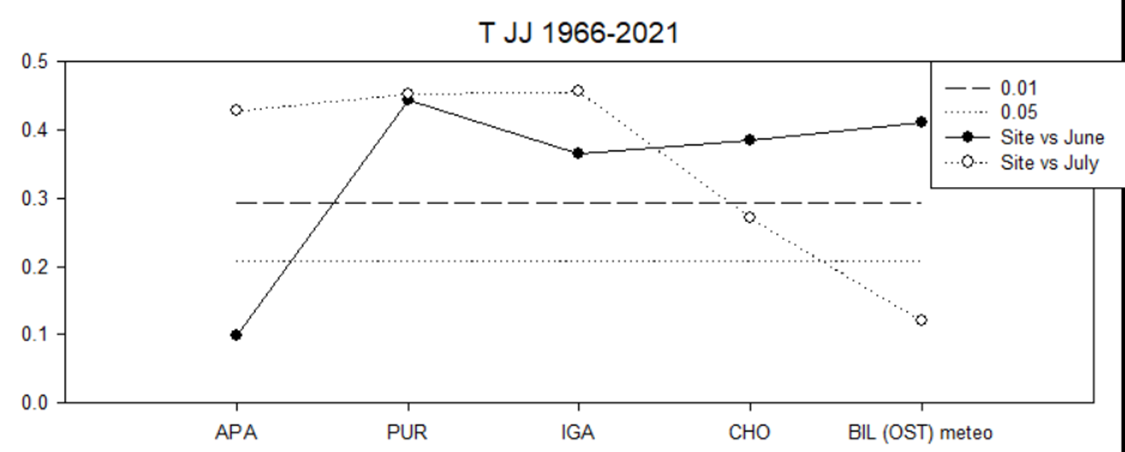 T JJ 1966-2021
0.5
0.4
0.3
0.2
0.1
0.0
APA PUR IGA CHO BIL (OST) meteo
0.01
0.05
Site vs June
Site vs July